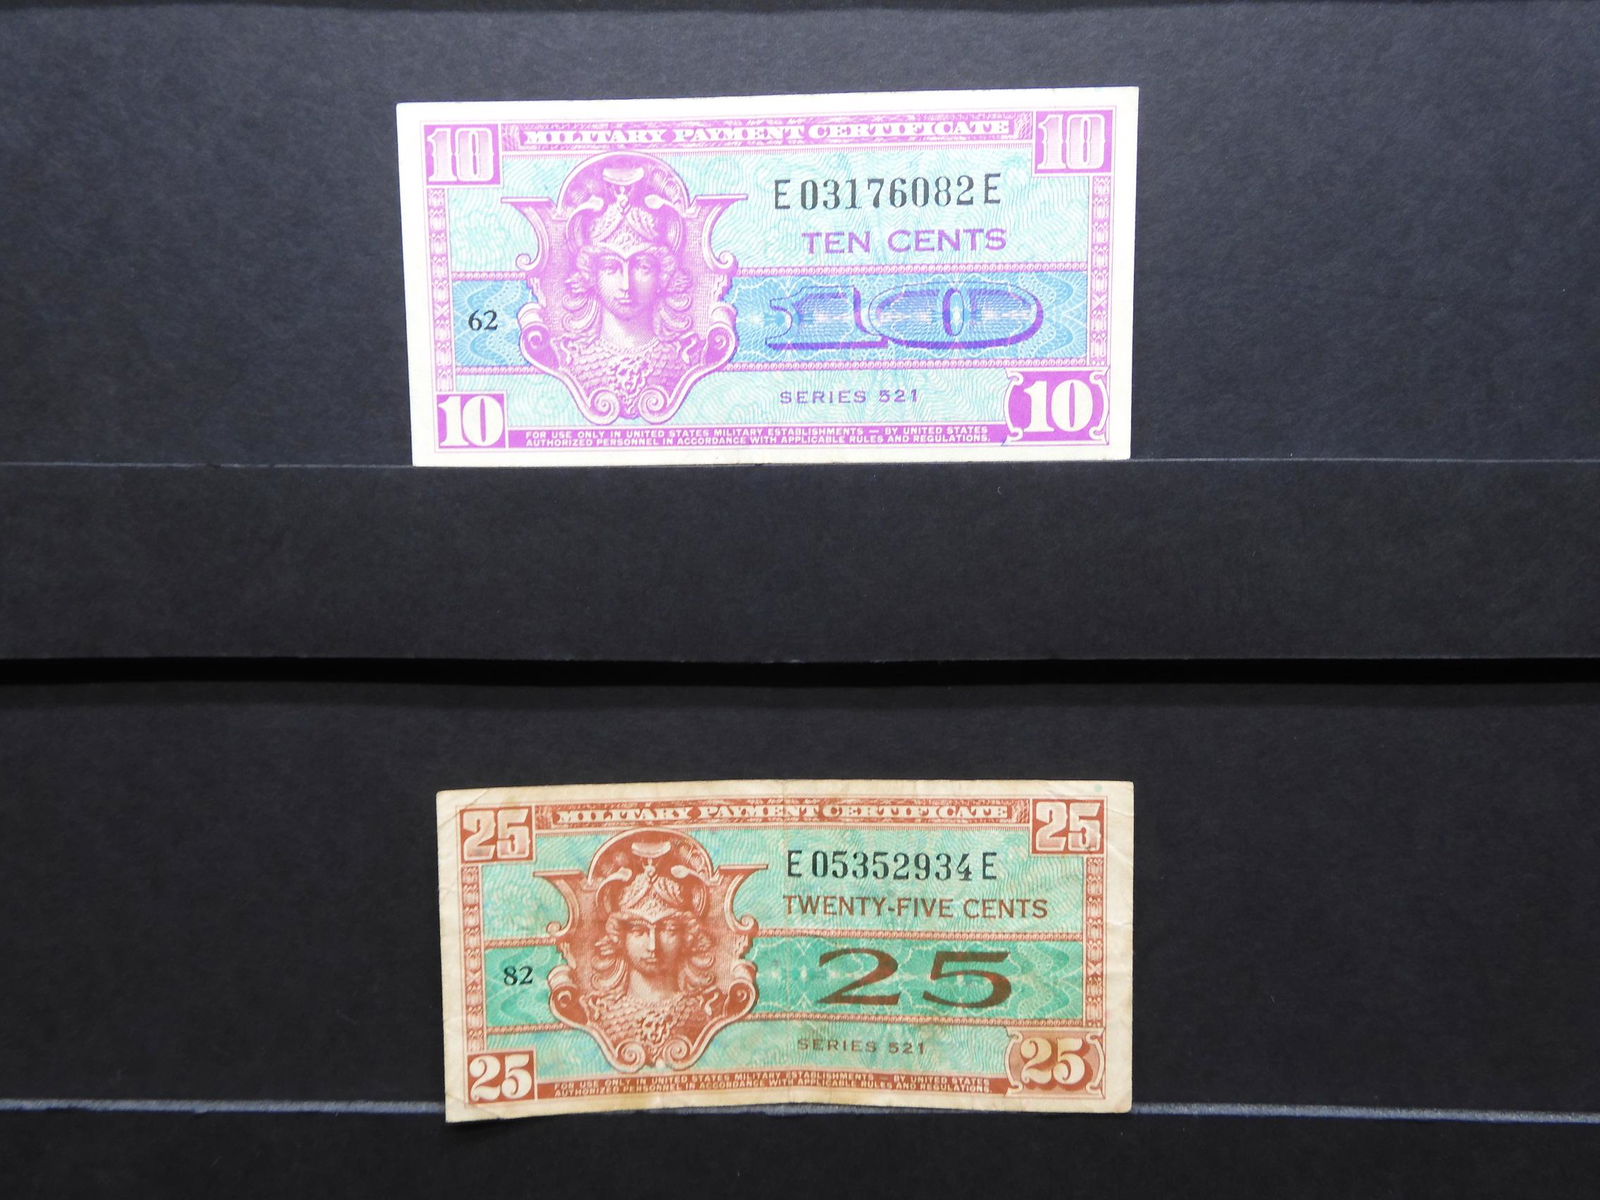 10 MILITARY PAYMENT CERTIFICATE 10
E03176082E
TEN CENTS
62 10
SERIES 521
10 10
FOR USE ONLY IN UNITED STATES MILITARY ESTABLISHMENTS — BY UNITED STATES
AUTHORIZED PERSONNEL IN ACCORDANCE WITH APPLICABLE RULES AND REGULATIONS.
25 MILITARY PAYMENT CERTIFICATE 25
E05352934E
TWENTY-FIVE CENTS
82 25
SERIES 521
25 25
FOR USE ONLY IN UNITED STATES MILITARY ESTABLISHMENTS — BY UNITED STATES
AUTHORIZED PERSONNEL IN ACCORDANCE WITH APPLICABLE RULES AND REGULATIONS.